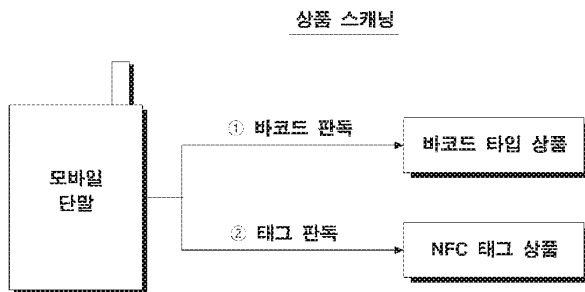 상품 스캐닝
① 바코드 판독
바코드 타입 상품
모바일
단말
② 태그 판독
NFC 태그 상품